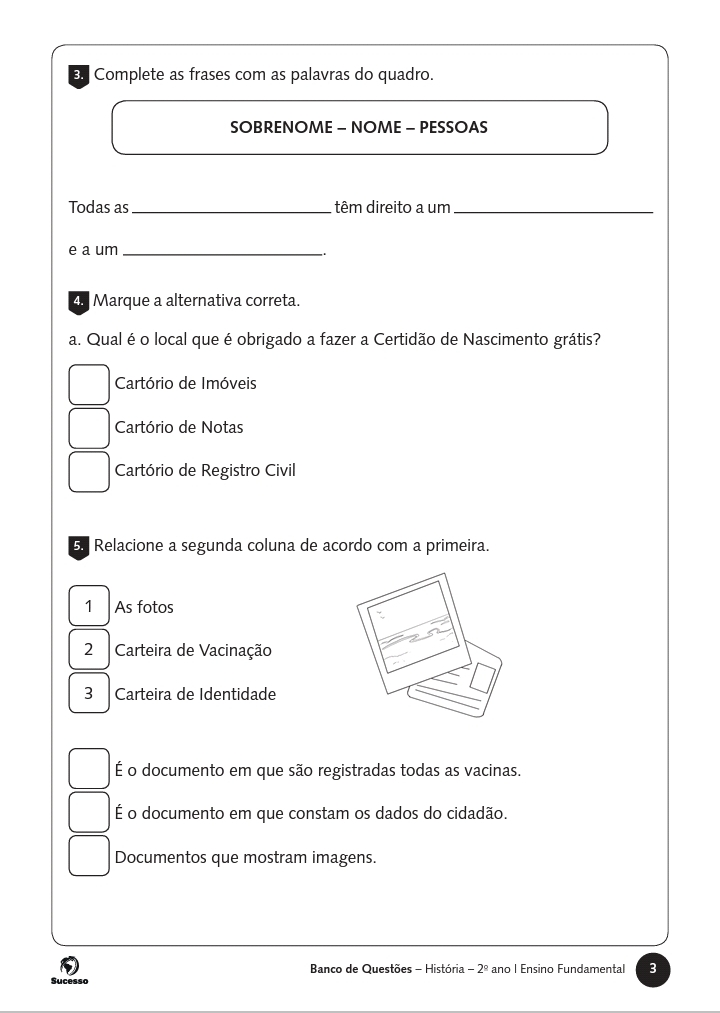 3. Complete as frases com as palavras do quadro.
SOBRENOME – NOME – PESSOAS
Todas as ______________________ têm direito a um ______________________
e a um ______________________.
4. Marque a alternativa correta.
a. Qual é o local que é obrigado a fazer a Certidão de Nascimento grátis?
Cartório de Imóveis
Cartório de Notas
Cartório de Registro Civil
5. Relacione a segunda coluna de acordo com a primeira.
1 As fotos
2 Carteira de Vacinação
3 Carteira de Identidade
É o documento em que são registradas todas as vacinas.
É o documento em que constam os dados do cidadão.
Documentos que mostram imagens.
Sucesso
Banco de Questões – História – 2º ano | Ensino Fundamental 3